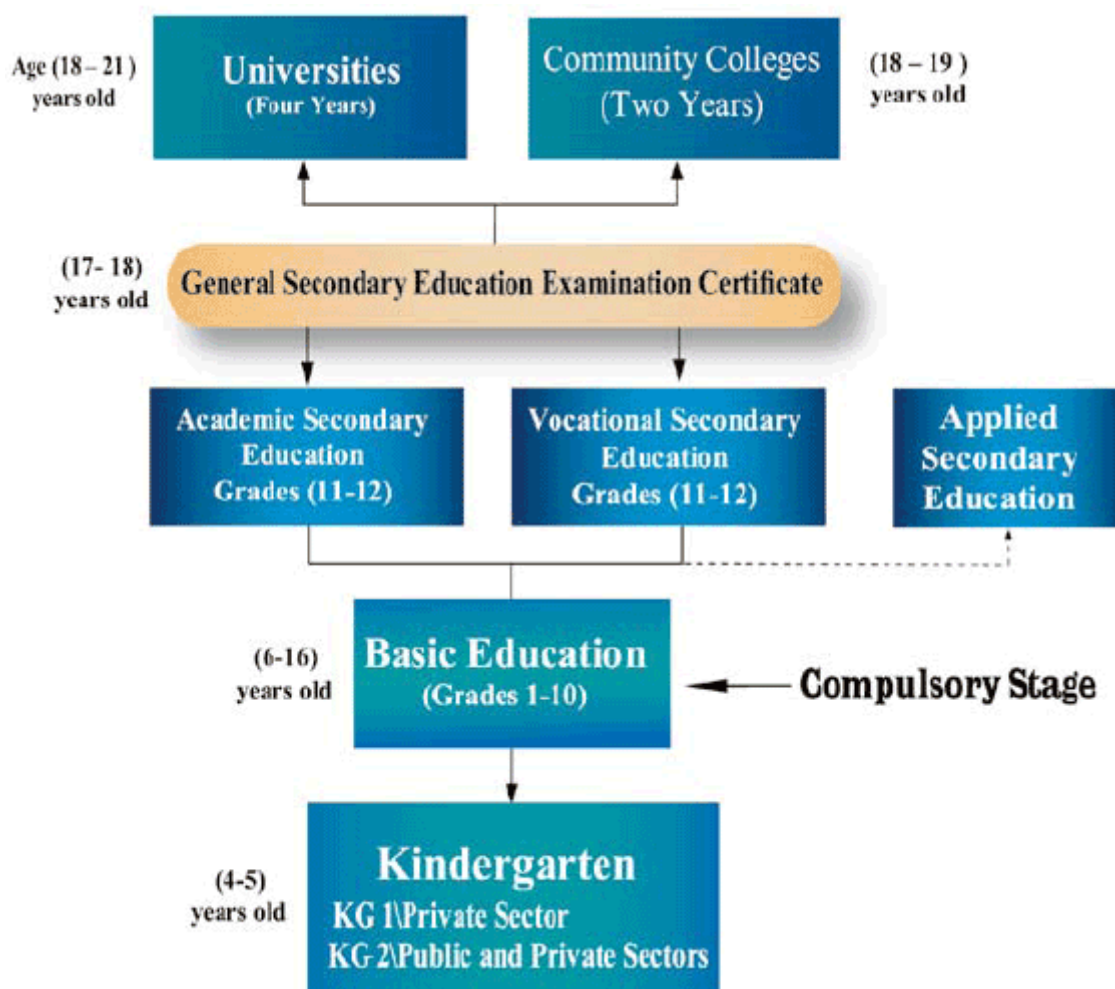 Age (18 – 21 )
years old
Universities
(Four Years)
Community Colleges
(Two Years)
(18 – 19 )
years old
(17- 18)
years old
General Secondary Education Examination Certificate
Academic Secondary
Education
Grades (11-12)
Vocational Secondary
Education
Grades (11-12)
Applied
Secondary
Education
(6-16)
years old
Basic Education
(Grades 1-10)
Compulsory Stage
(4-5)
years old
Kindergarten
KG 1\Private Sector
KG 2\Public and Private Sectors